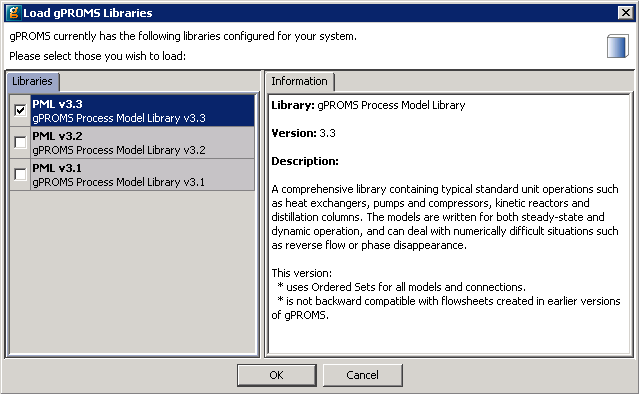 Load gPROMS Libraries
gPROMS currently has the following libraries configured for your system.
Please select those you wish to load:
Libraries
PML v3.3
gPROMS Process Model Library v3.3
PML v3.2
gPROMS Process Model Library v3.2
PML v3.1
gPROMS Process Model Library v3.1
Information
Library: gPROMS Process Model Library
Version: 3.3
Description:
A comprehensive library containing typical standard unit operations such
as heat exchangers, pumps and compressors, kinetic reactors and
distillation columns. The models are written for both steady-state and
dynamic operation, and can deal with numerically difficult situations such
as reverse flow or phase disappearance.
This version:
* uses Ordered Sets for all models and connections.
* is not backward compatible with flowsheets created in earlier versions
of gPROMS.
OK
Cancel